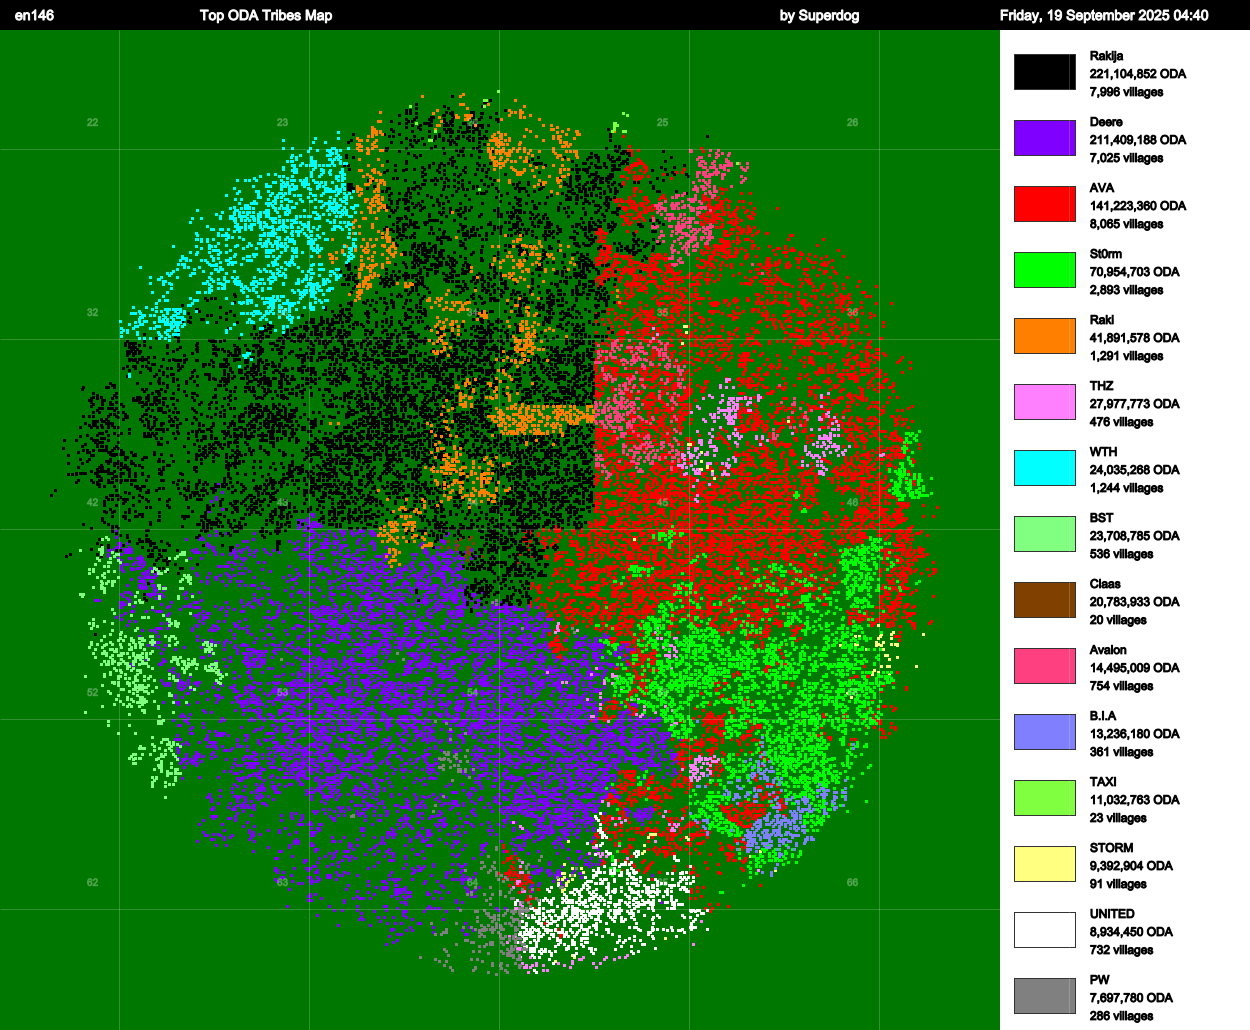 en146 Top ODA Tribes Map by Superdog Friday, 19 September 2025 04:40
Rakija
221,104,852 ODA
7,996 villages
Deere
211,409,188 ODA
7,025 villages
AVA
141,223,360 ODA
8,065 villages
St0rm
70,954,703 ODA
2,893 villages
Raki
41,891,578 ODA
1,291 villages
THZ
27,977,773 ODA
476 villages
WTH
24,035,268 ODA
1,244 villages
BST
23,708,785 ODA
536 villages
Claas
20,783,933 ODA
20 villages
Avalon
14,495,009 ODA
754 villages
B.I.A
13,236,180 ODA
361 villages
TAXI
11,032,763 ODA
23 villages
STORM
9,392,904 ODA
91 villages
UNITED
8,934,450 ODA
732 villages
PW
7,697,780 ODA
286 villages
22 23 25 26
32 35 36
42 43 45 46
52 53 54
62 63 64 66